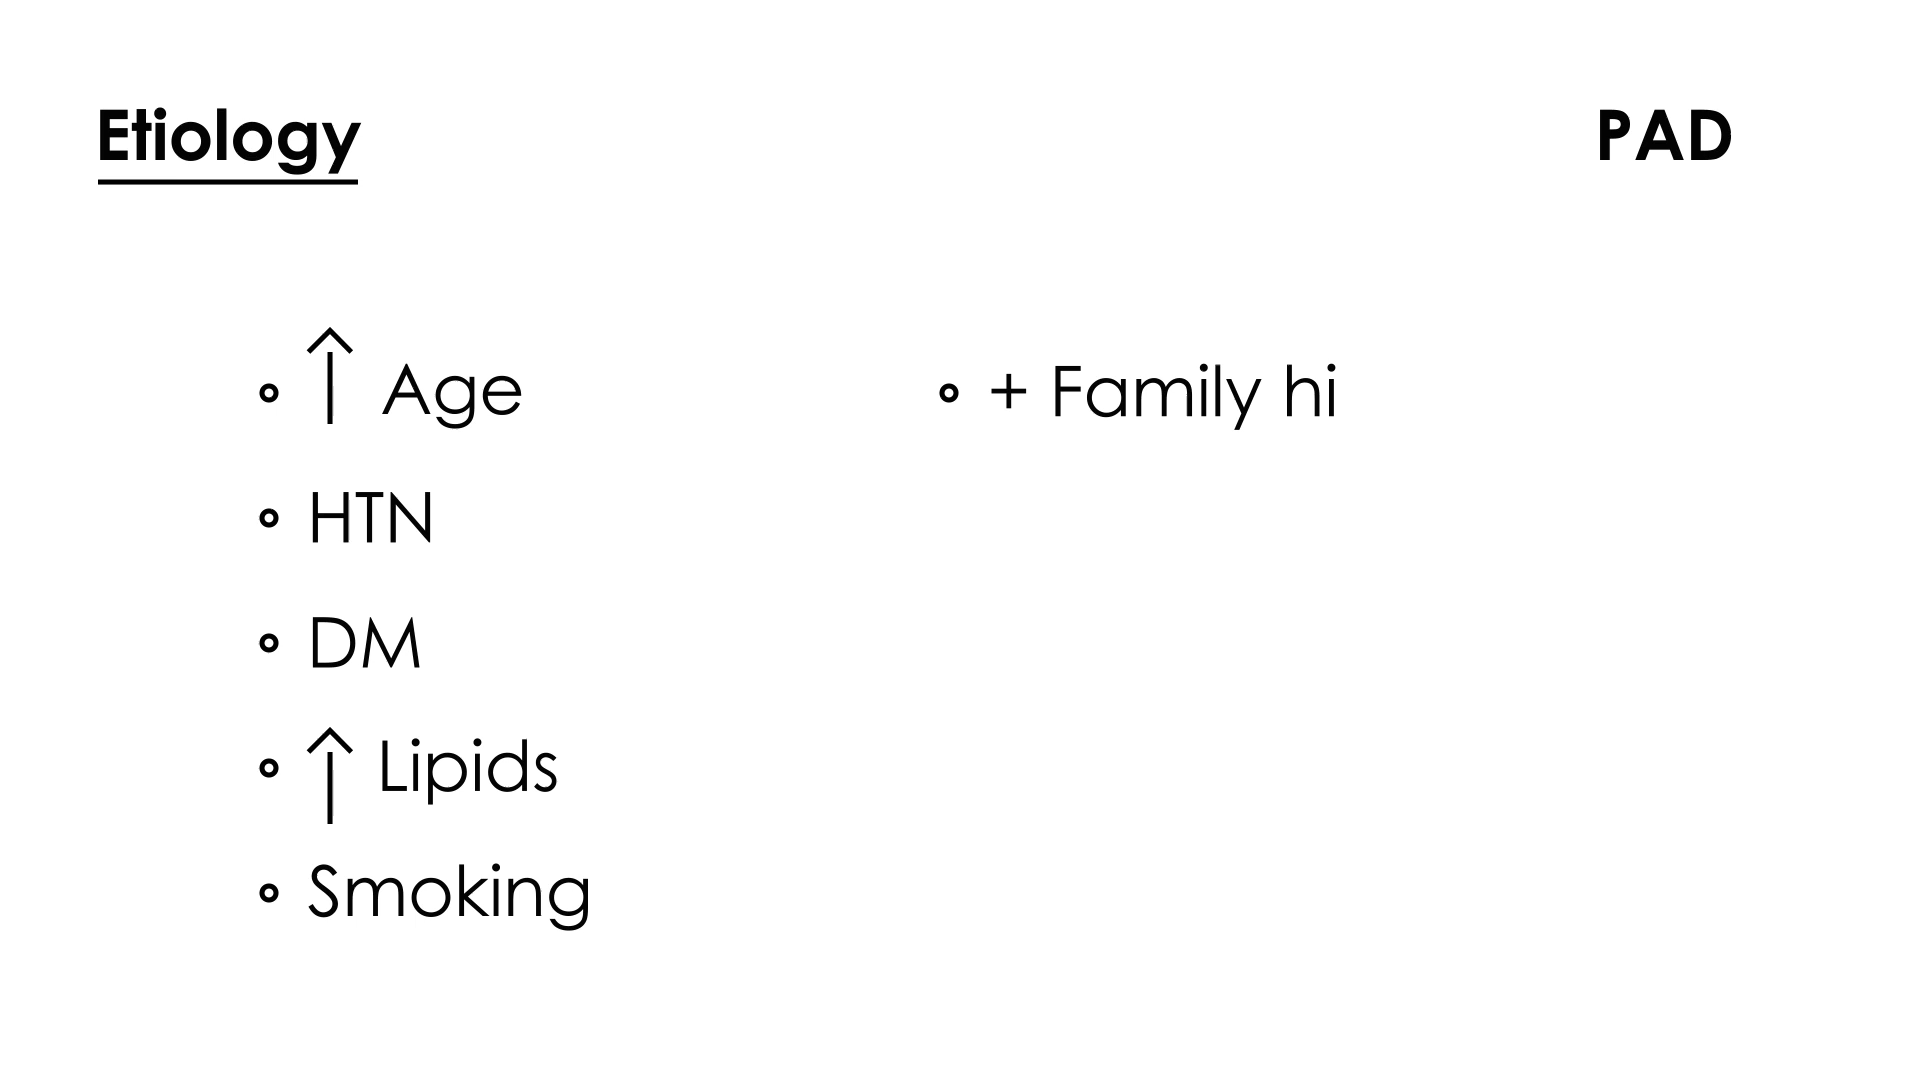 Etiology
PAD
↑ Age
HTN
DM
↑ Lipids
Smoking
+ Family hi